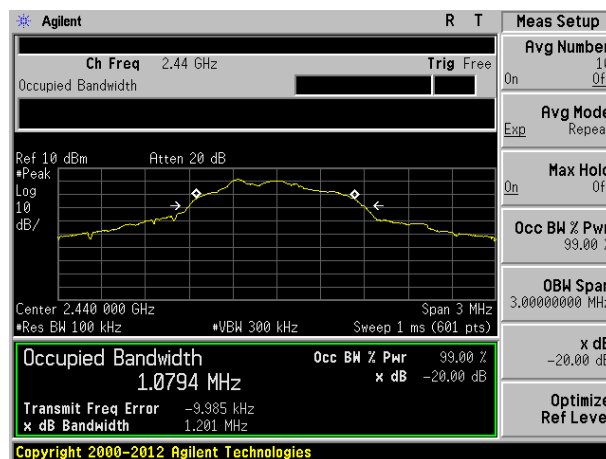 Agilent R T
Ch Freq 2.44 GHz Trig Free
Occupied Bandwidth
Ref 10 dBm Atten 20 dB
#Peak
Log
10
dB/
Center 2.440 000 GHz Span 3 MHz
#Res BW 100 kHz #VBW 300 kHz Sweep 1 ms (601 pts)
Occupied Bandwidth Occ BW % Pwr 99.00 %
1.0794 MHz x dB -20.00 dB
Transmit Freq Error -9.985 kHz
x dB Bandwidth 1.201 MHz
Copyright 2000-2012 Agilent Technologies
Meas Setup
Avg Number
On
Avg Mode
Exp Repea
Max Hold
On Of
Occ BW % Pwr
99.00 %
OBW Span
3.00000000 MHz
x dB
-20.00 dB
Optimize
Ref Level